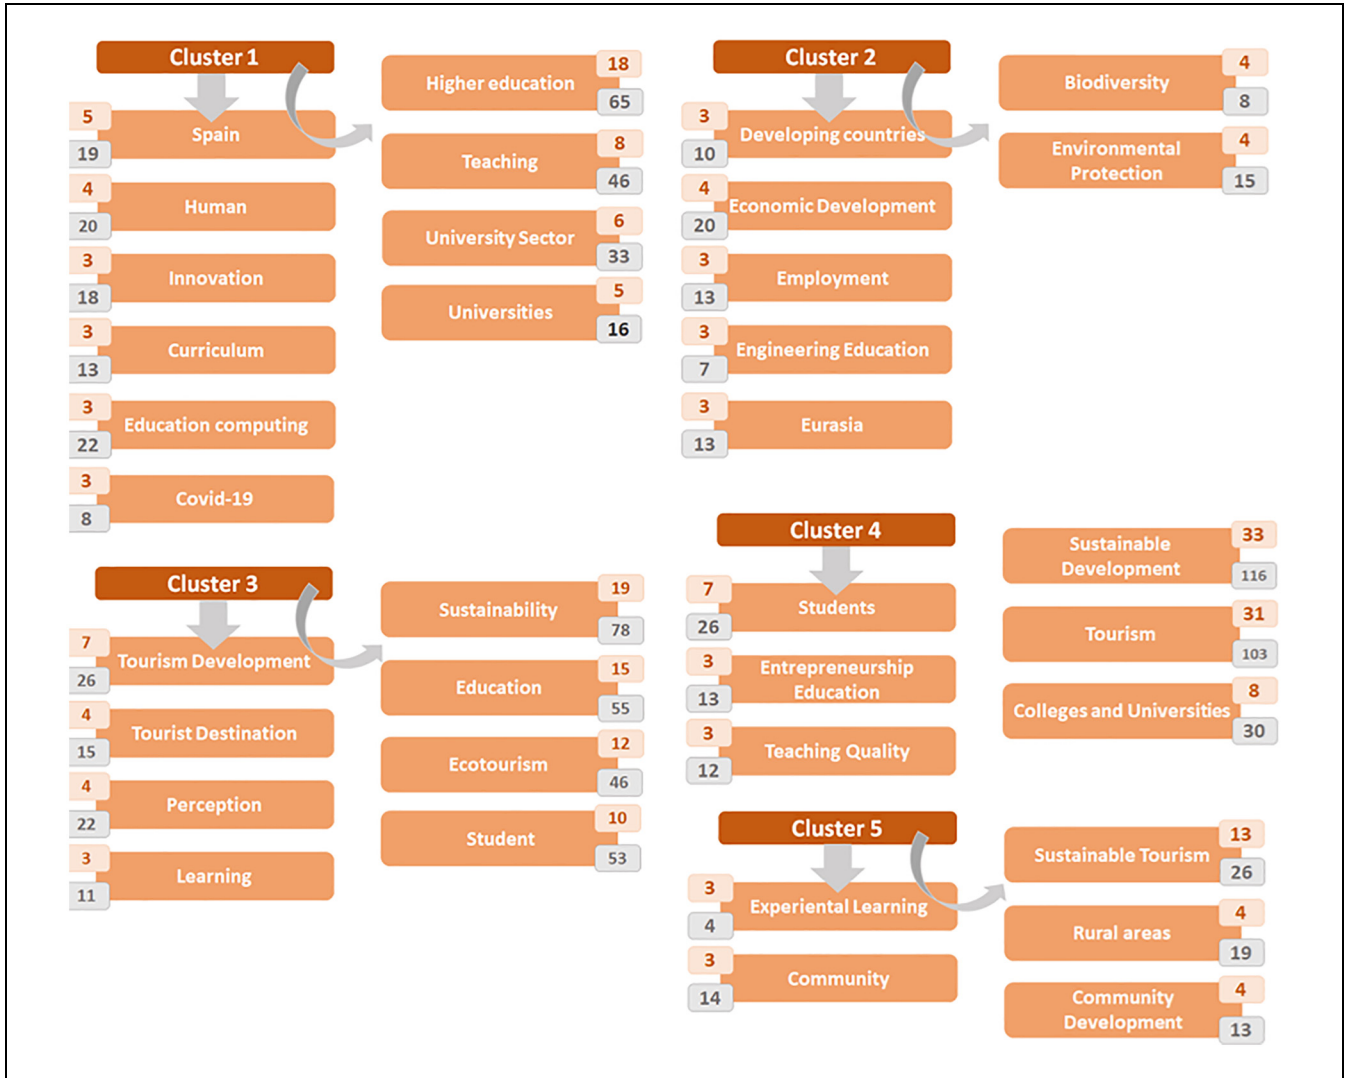 Cluster 1
5
Spain
19
4
Human
20
3
Innovation
18
3
Curriculum
13
3
Education computing
22
3
Covid-19
8
18
Higher education
65
8
Teaching
46
6
University Sector
33
5
Universities
16
Cluster 2
3
Developing countries
10
4
Economic Development
20
3
Employment
13
3
Engineering Education
7
3
Eurasia
13
4
Biodiversity
8
4
Environmental
Protection
15
Cluster 3
7
Tourism Development
26
4
Tourist Destination
15
4
Perception
22
3
Learning
11
19
Sustainability
78
15
Education
55
12
Ecotourism
46
10
Student
53
Cluster 4
7
Students
26
3
Entrepreneurship
Education
13
3
Teaching Quality
12
33
Sustainable
Development
116
31
Tourism
103
8
Colleges and Universities
30
Cluster 5
3
Experiental Learning
4
3
Community
14
13
Sustainable Tourism
26
4
Rural areas
19
4
Community
Development
13